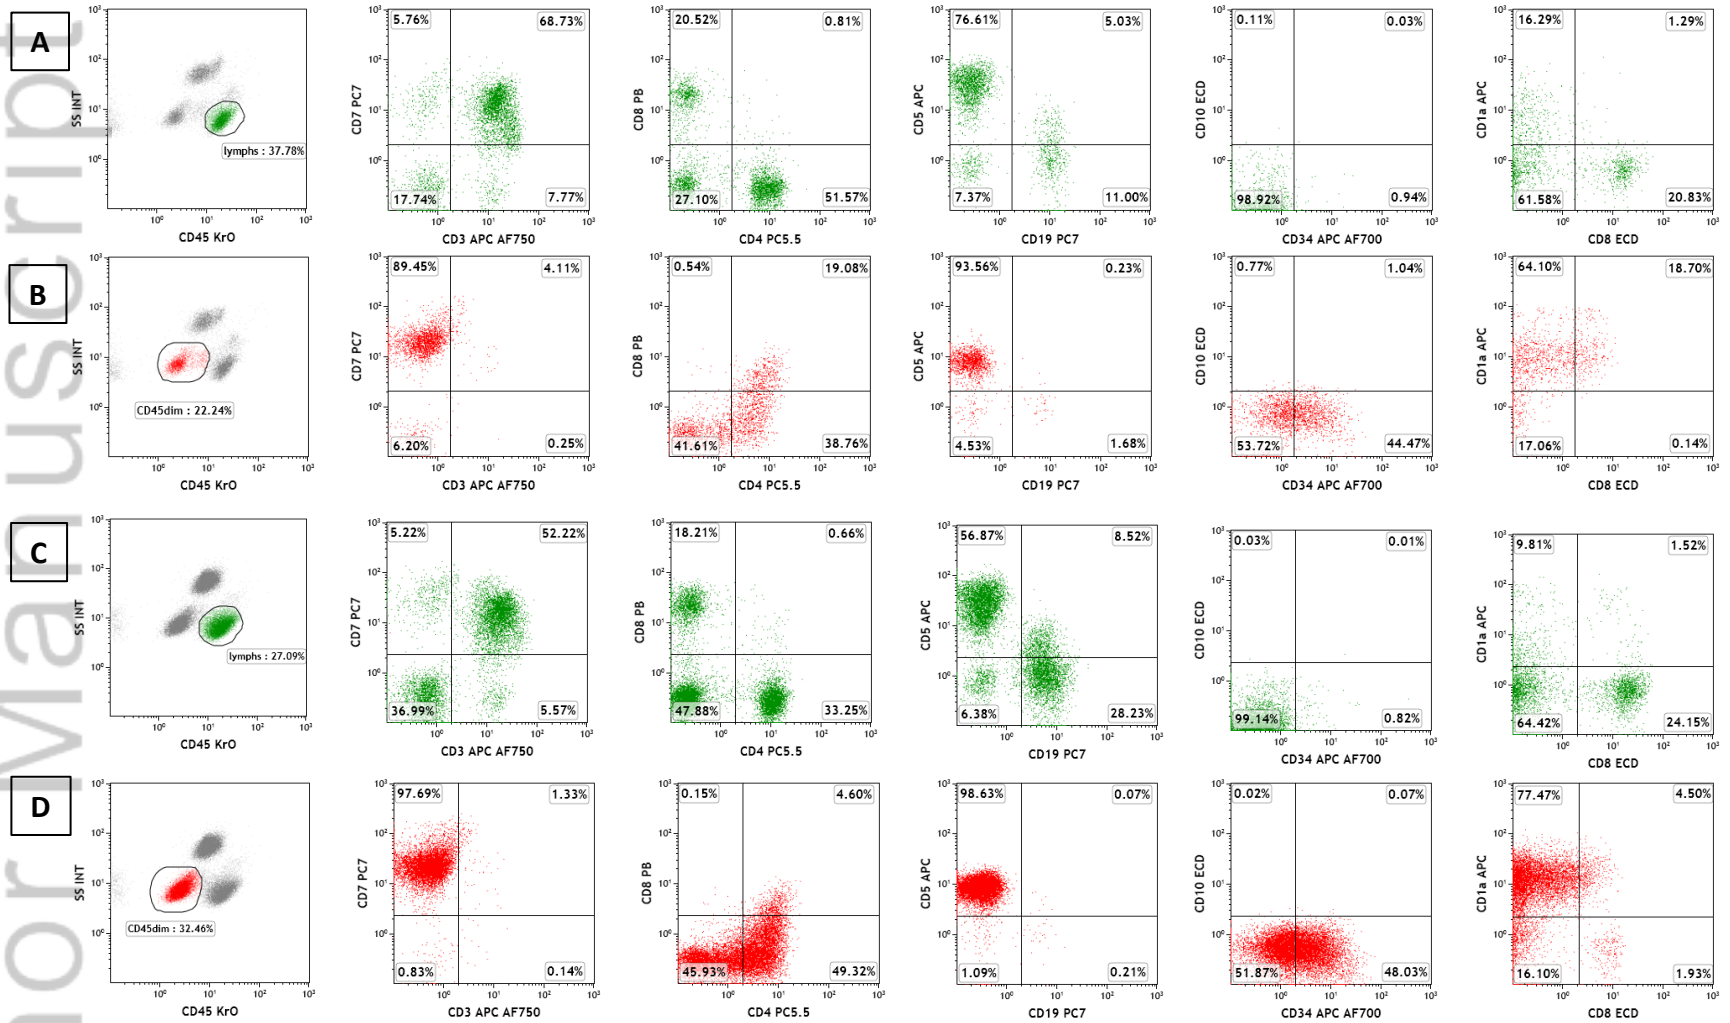 A
SS INT
lymphs : 37.78%
CD45 KrO
10⁰ 10¹ 10² 10³
5.76% 68.73%
CD7 PC7
17.74% 7.77%
CD3 APC AF750
20.52% 0.81%
CD8 PB
27.10% 51.57%
CD4 PC5.5
76.61% 5.03%
CD5 APC
7.37% 11.00%
CD19 PC7
0.11% 0.03%
CD10 ECD
98.92% 0.94%
CD34 APC AF700
16.29% 1.29%
CD1a APC
61.58% 20.83%
CD8 ECD
B
SS INT
CD45dim : 22.24%
CD45 KrO
89.45% 4.11%
CD7 PC7
6.20% 0.25%
CD3 APC AF750
0.54% 19.08%
CD8 PB
41.61% 38.76%
CD4 PC5.5
93.56% 0.23%
CD5 APC
4.53% 1.68%
CD19 PC7
0.77% 1.04%
CD10 ECD
53.72% 44.47%
CD34 APC AF700
64.10% 18.70%
CD1a APC
17.06% 0.14%
CD8 ECD
C
SS INT
lymphs : 27.09%
CD45 KrO
5.22% 52.22%
CD7 PC7
36.99% 5.57%
CD3 APC AF750
18.21% 0.66%
CD8 PB
47.88% 33.25%
CD4 PC5.5
56.87% 8.52%
CD5 APC
6.38% 28.23%
CD19 PC7
0.03% 0.01%
CD10 ECD
99.14% 0.82%
CD34 APC AF700
9.81% 1.52%
CD1a APC
64.42% 24.15%
CD8 ECD
D
SS INT
CD45dim : 32.46%
CD45 KrO
97.69% 1.33%
CD7 PC7
0.83% 0.14%
CD3 APC AF750
0.15% 4.60%
CD8 PB
45.93% 49.32%
CD4 PC5.5
98.63% 0.07%
CD5 APC
1.09% 0.21%
CD19 PC7
0.02% 0.07%
CD10 ECD
51.87% 48.03%
CD34 APC AF700
77.47% 4.50%
CD1a APC
16.10% 1.93%
CD8 ECD
hor Manuscript